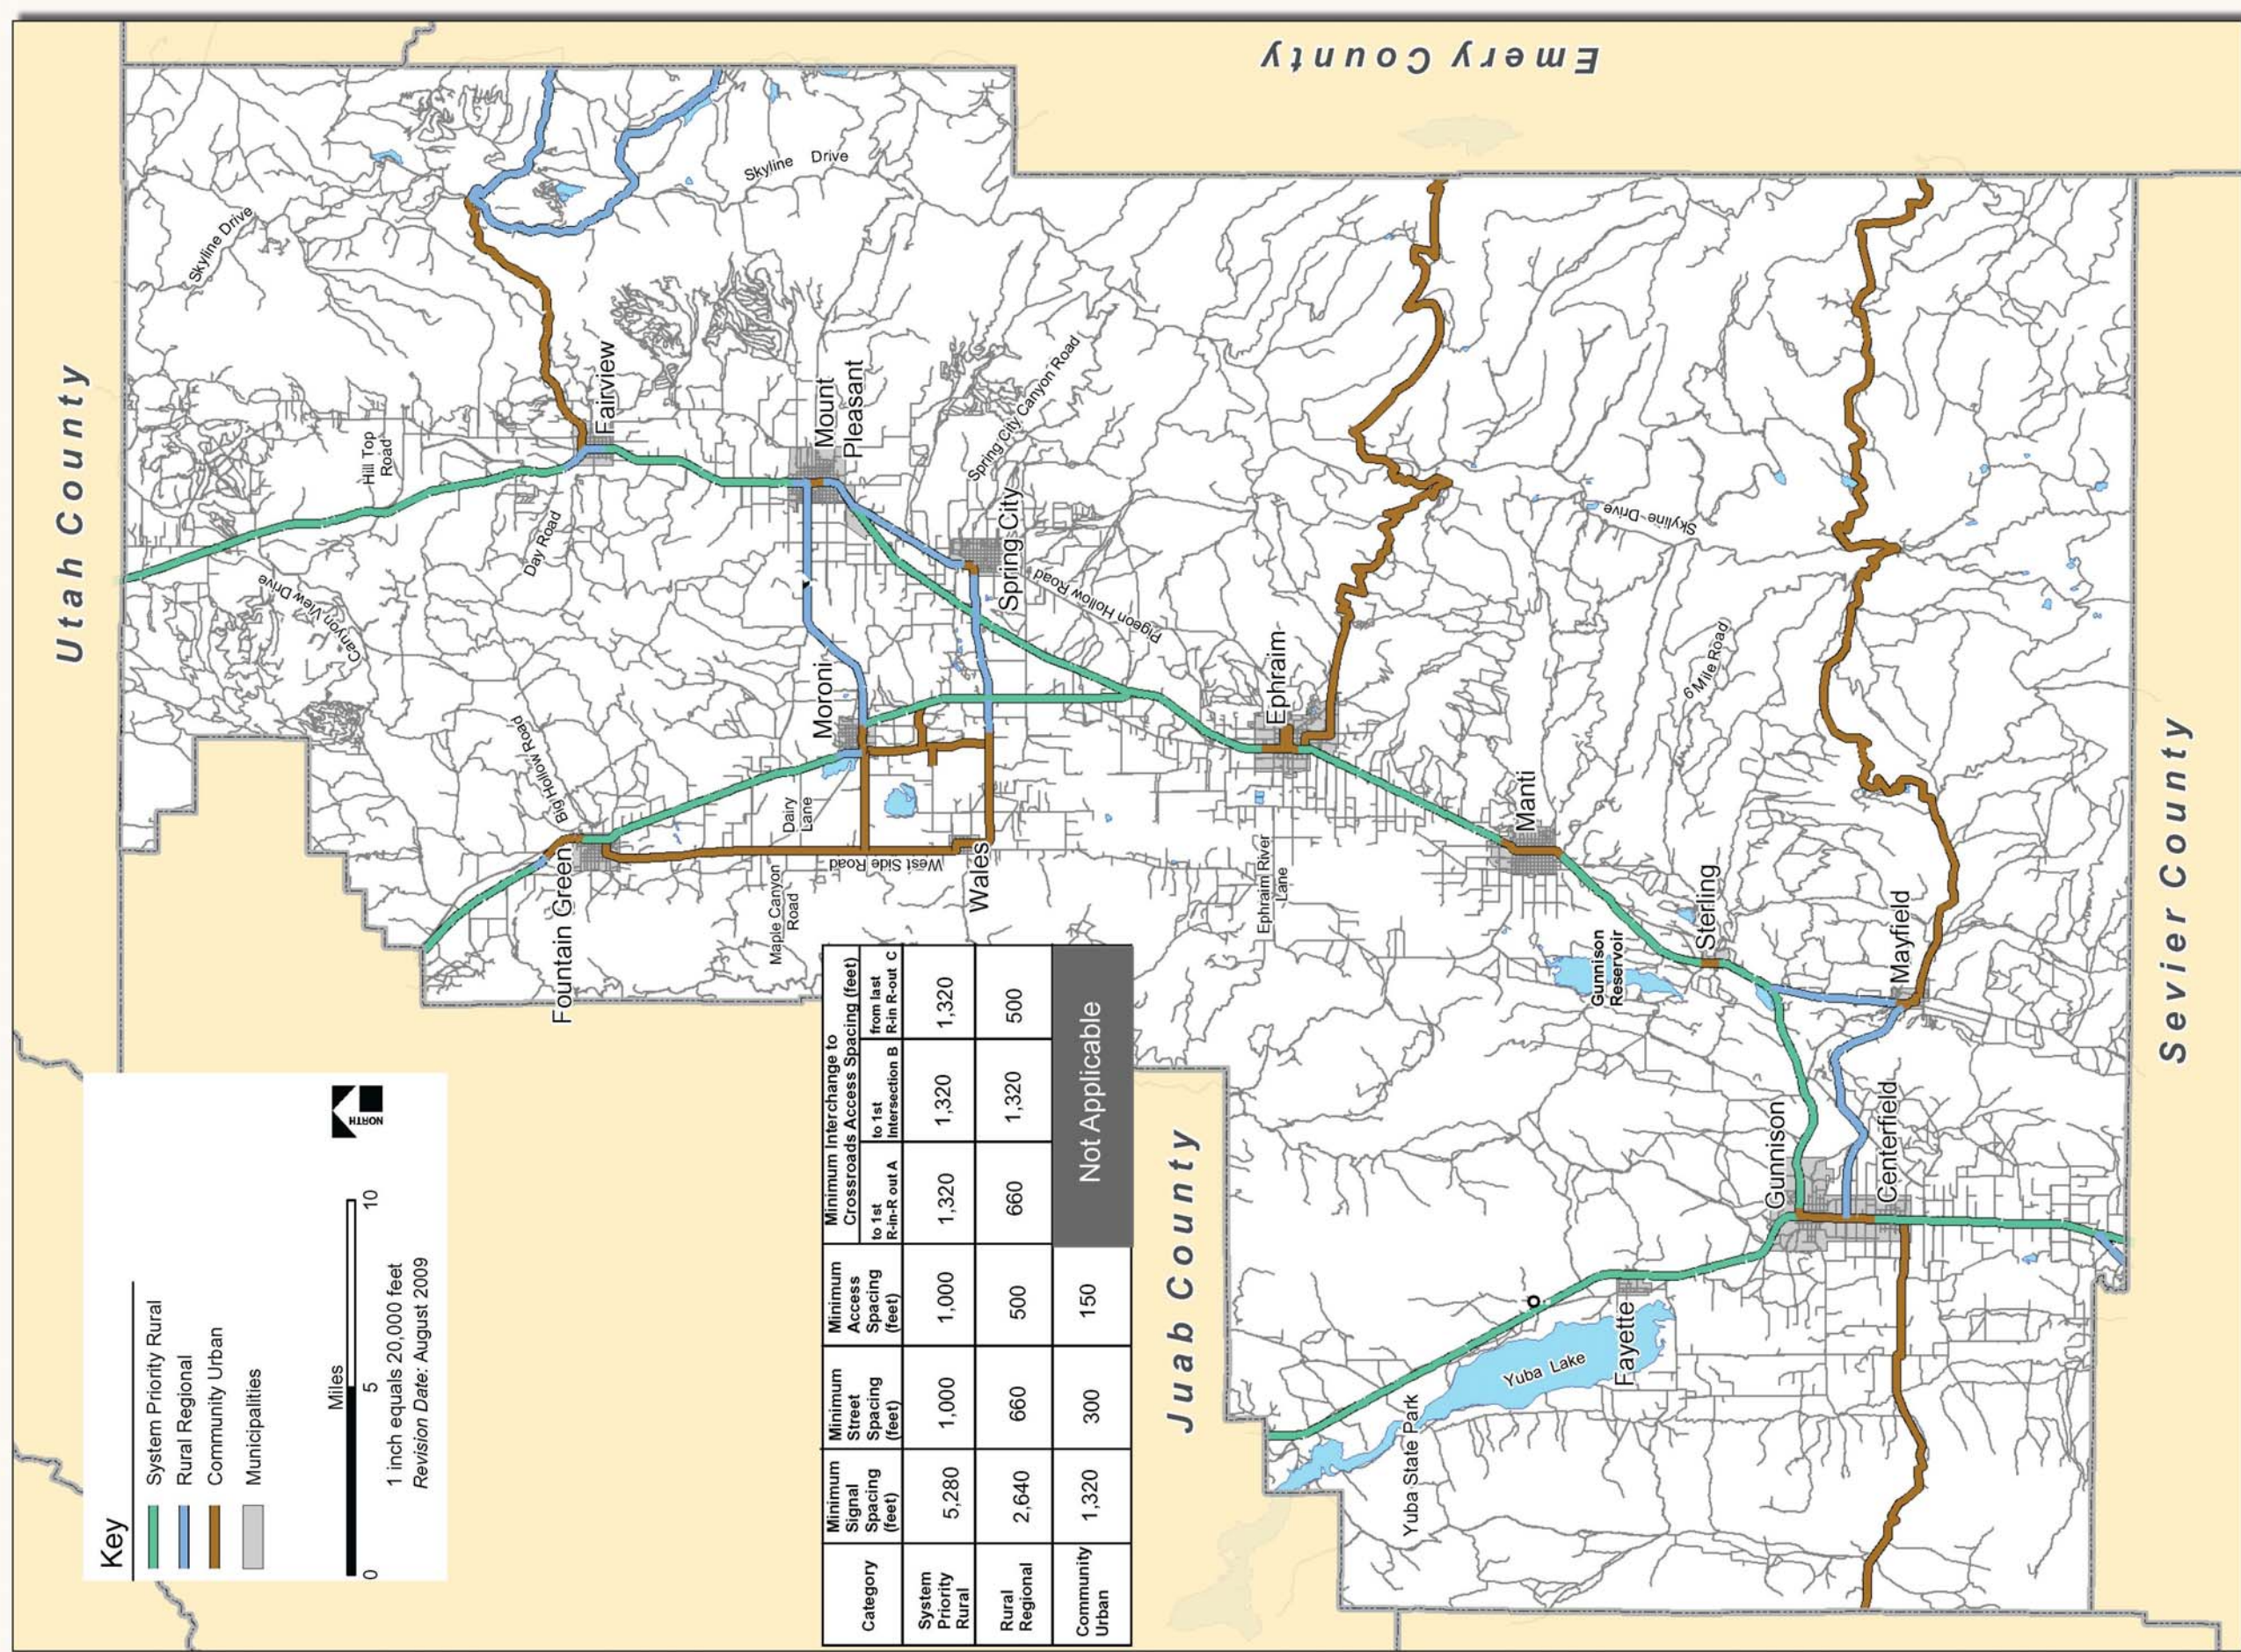 Key
System Priority Rural
Rural Regional
Community Urban
Municipalities
Miles
0 5 10
1 inch equals 20,000 feet
Revision Date: August 2009
NORTH
Utah County
Emery County
Juab County
Sevier County
Skyline Drive
Skyline Drive
Hill Top
Road
Canyon View Drive
Day Road
Fairview
Mount
Pleasant
Spring City Canyon Road
Spring City
Pigeon Hollow Road
Big Hollow Road
Fountain Green
Moroni
Dairy
Lane
Maple Canyon
Road
West Side Road
Wales
Ephraim
Ephraim River
Lane
Skyline Drive
6 Mile Road
Manti
Gunnison
Reservoir
Sterling
Mayfield
Gunnison
Centerfield
Fayette
Yuba Lake
Yuba State Park
Category
Minimum
Signal
Spacing
(feet)
Minimum
Street
Spacing
(feet)
Minimum
Access
Spacing
(feet)
Minimum Interchange to
Crossroads Access Spacing (feet)
to 1st
R-in-R out A
to 1st
Intersection B
from last
R-in R-out C
System
Priority
Rural
5,280 1,000 1,000 1,320 1,320 1,320
Rural
Regional
2,640 660 500 660 1,320 500
Community
Urban
1,320 300 150 Not Applicable